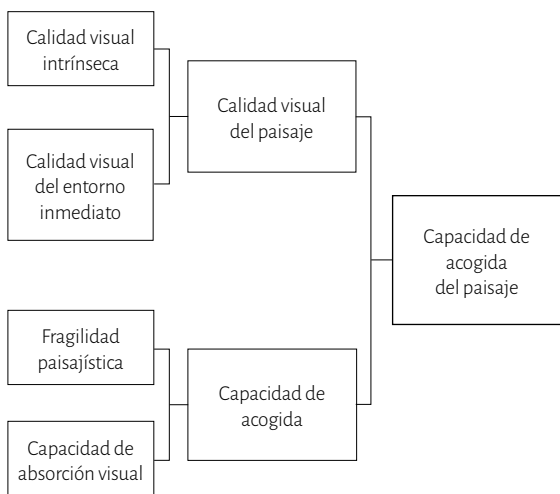 Calidad visual
intrínseca
Calidad visual
del entorno
inmediato
Calidad visual
del paisaje
Fragilidad
paisajística
Capacidad de
absorción visual
Capacidad de
acogida
Capacidad de
acogida
del paisaje